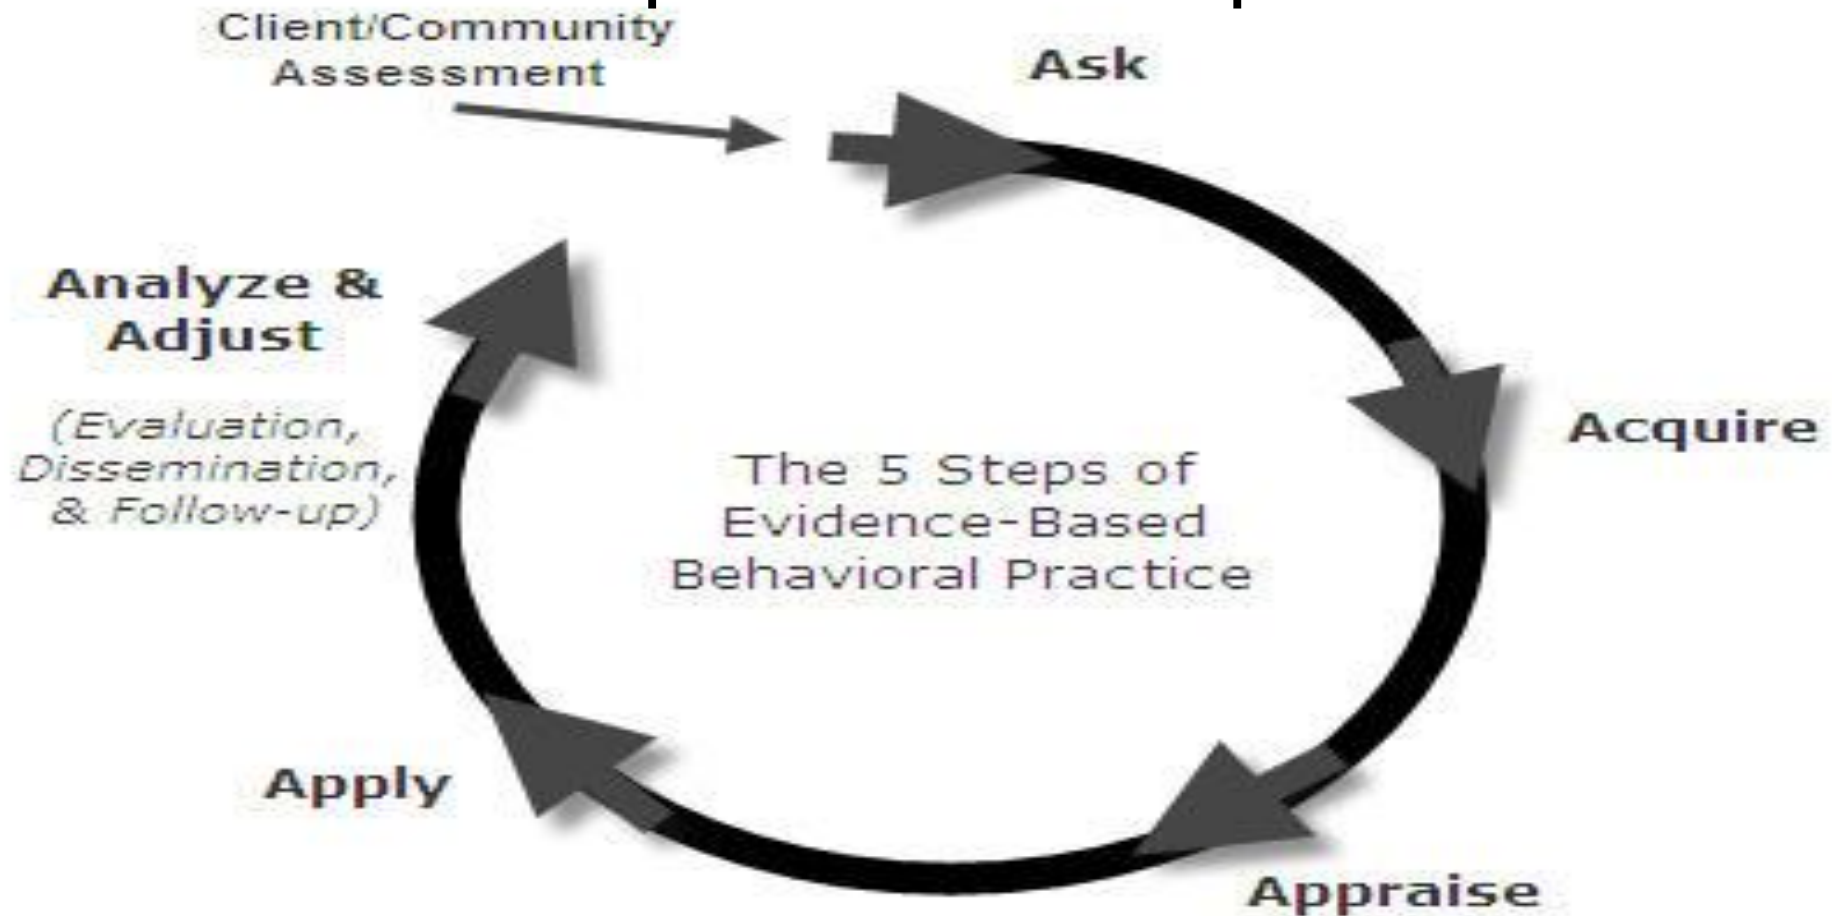 Client/Community
Assessment
Ask
Acquire
Appraise
Apply
Analyze &
Adjust
(Evaluation,
Dissemination,
& Follow-up)
The 5 Steps of
Evidence-Based
Behavioral Practice